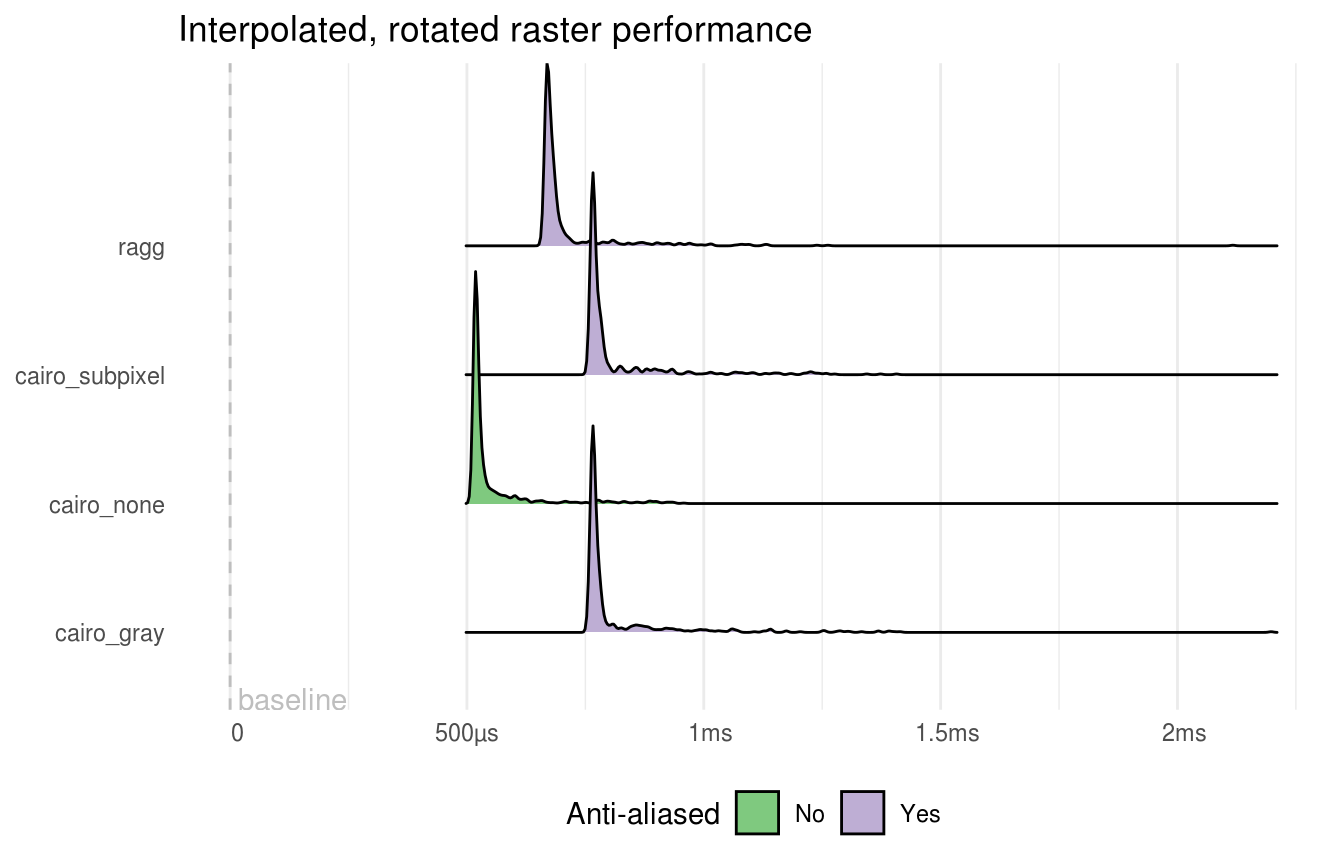 Interpolated, rotated raster performance
ragg
cairo_subpixel
cairo_none
cairo_gray
baseline
0 500µs 1ms 1.5ms 2ms
Anti-aliased No Yes